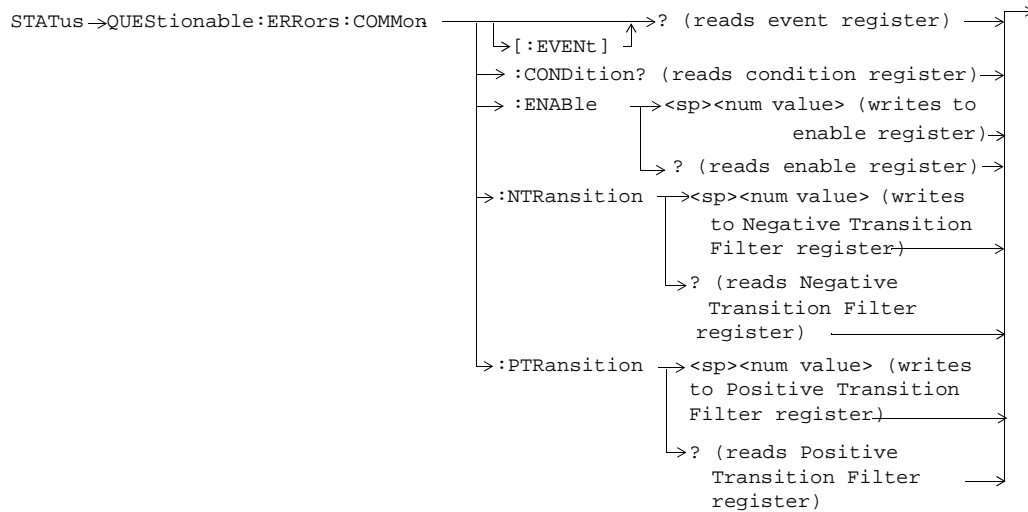 STATus QUEStionable:ERRors:COMMon ? (reads event register)
[:EVENt]
:CONDition? (reads condition register)
:ENABle <sp><num value> (writes to
enable register)
? (reads enable register)
:NTRansition <sp><num value> (writes
to Negative Transition
Filter register)
? (reads Negative
Transition Filter
register)
:PTRansition <sp><num value> (writes
to Positive Transition
Filter register)
? (reads Positive
Transition Filter
register)